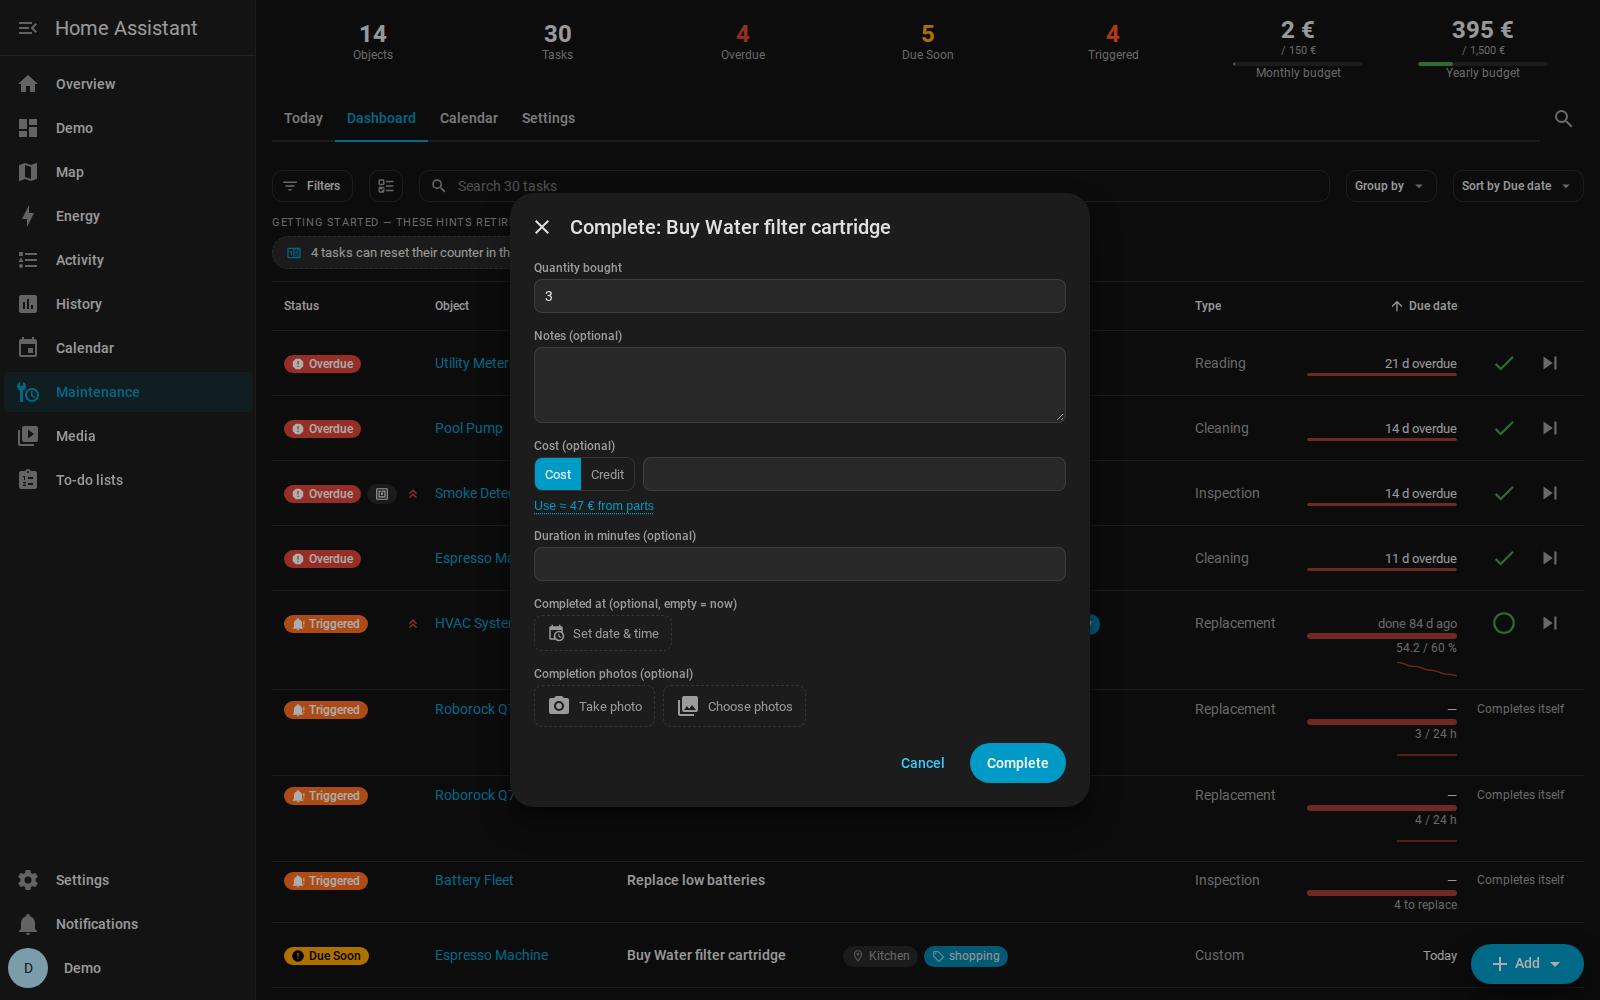 Home Assistant
Overview
Demo
Map
Energy
Activity
History
Calendar
Maintenance
Media
To-do lists
Settings
Notifications
D
Demo
14
Objects
30
Tasks
4
Overdue
5
Due Soon
4
Triggered
2 €
/ 150 €
Monthly budget
395 €
/ 1,500 €
Yearly budget
Today
Dashboard
Calendar
Settings
Filters
Search 30 tasks
Group by
Sort by Due date
GETTING STARTED — THESE HINTS RETIR
4 tasks can reset their counter in th
Status
Object
Type
Due date
Overdue
Utility Meter
Reading
21 d overdue
Overdue
Pool Pump
Cleaning
14 d overdue
Overdue
Smoke Dete
Inspection
14 d overdue
Overdue
Espresso Ma
Cleaning
11 d overdue
Triggered
HVAC Syste
Replacement
done 84 d ago
54.2 / 60 %
Triggered
Roborock Q7
Replacement
—
3 / 24 h
Completes itself
Triggered
Roborock Q7
Replacement
—
4 / 24 h
Completes itself
Triggered
Battery Fleet
Replace low batteries
Inspection
—
4 to replace
Completes itself
Due Soon
Espresso Machine
Buy Water filter cartridge
Kitchen
shopping
Custom
Today
Add
Complete: Buy Water filter cartridge
Quantity bought
3
Notes (optional)
Cost (optional)
Cost
Credit
Use ≈ 47 € from parts
Duration in minutes (optional)
Completed at (optional, empty = now)
Set date & time
Completion photos (optional)
Take photo
Choose photos
Cancel
Complete